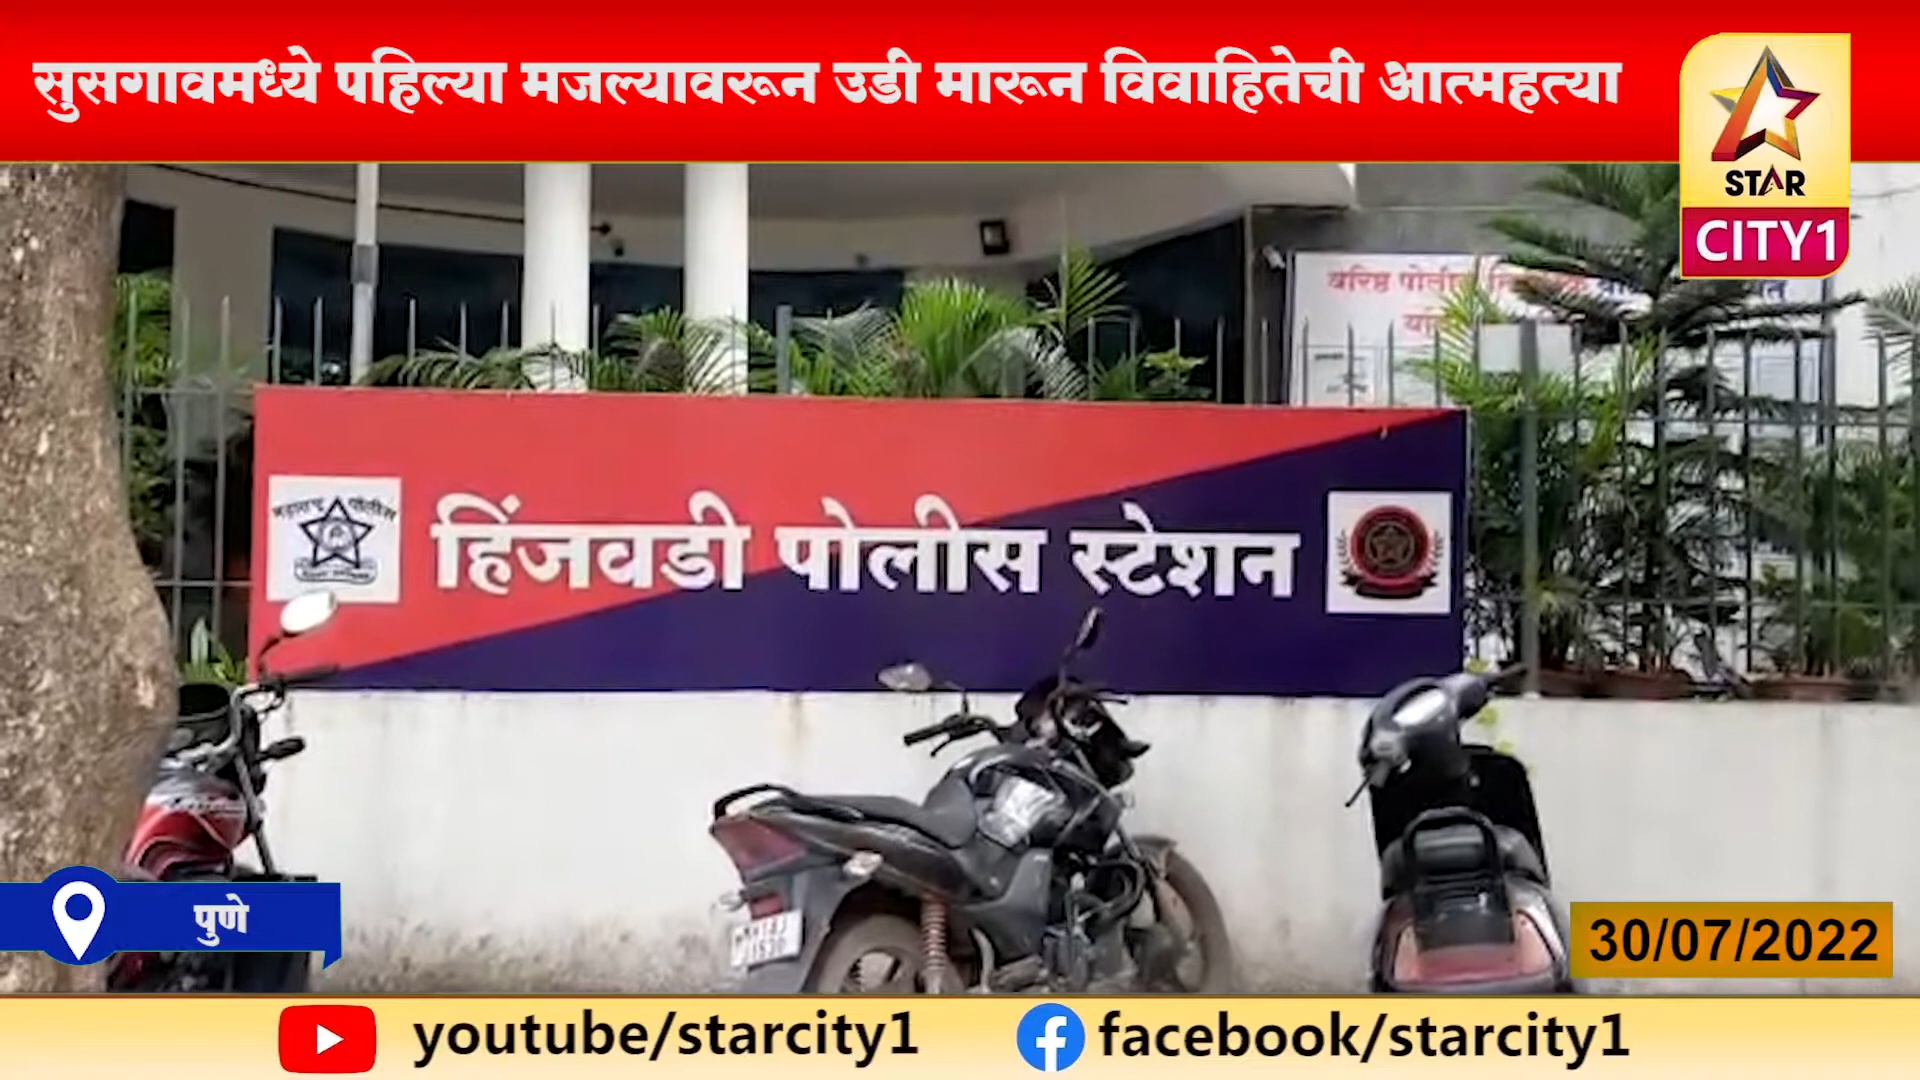 सुसगावमध्ये पहिल्या मजल्यावरून उडी मारून विवाहितेची आत्महत्या
STAR
CITY1
वरिष्ठ पोलीस
हिंजवडी पोलीस स्टेशन
पुणे
30/07/2022
youtube/starcity1
facebook/starcity1